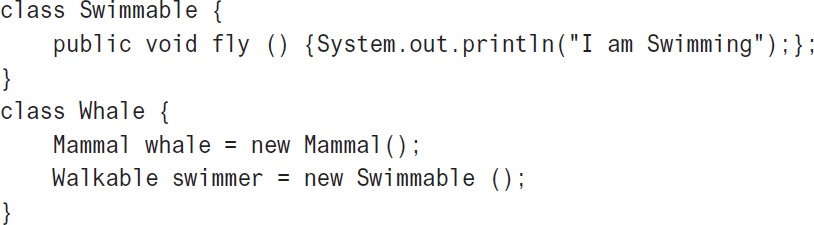 class Swimmable {
    public void fly () {System.out.println("I am Swimming");};
}
class Whale {
    Mammal whale = new Mammal();
    Walkable swimmer = new Swimmable ();
}